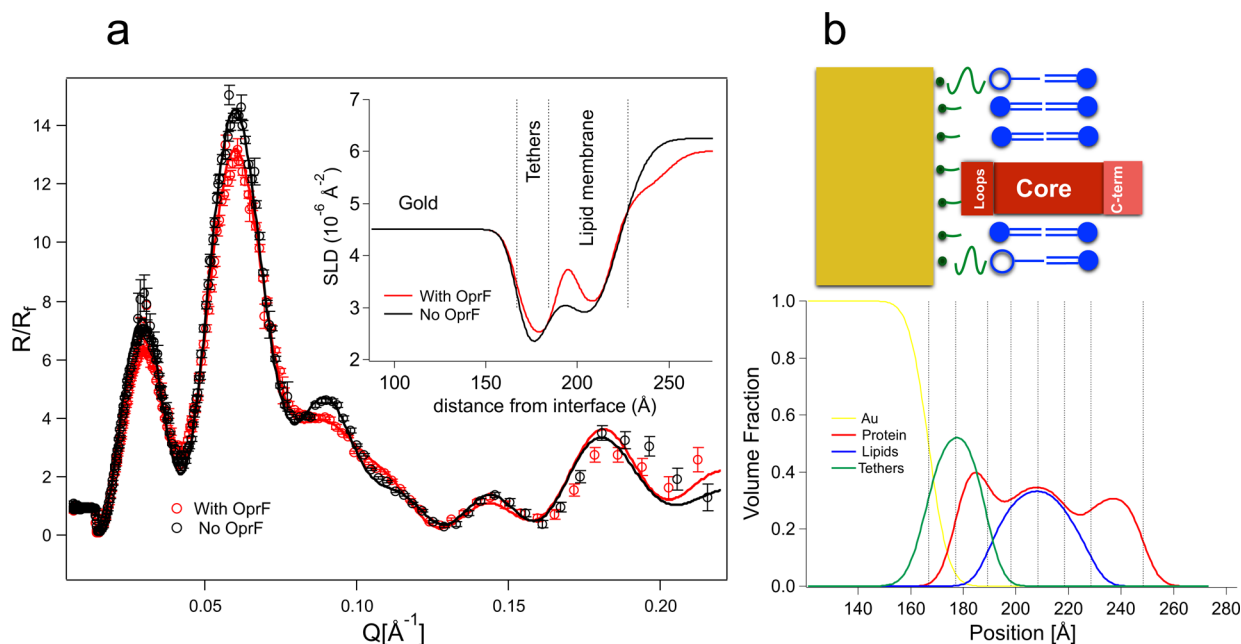 a
R/Rf
14
12
10
8
6
4
2
0
With OprF
No OprF
0.05
0.10
0.15
0.20
Q[Å-1]
SLD (10-6 Å-2)
7
6
5
4
3
2
Gold
Tethers
Lipid membrane
With OprF
No OprF
100
150
200
250
distance from interface (Å)
b
Loops
Core
C-term
Volume Fraction
1.0
0.8
0.6
0.4
0.2
0.0
Au
Protein
Lipids
Tethers
140
160
180
200
220
240
260
280
Position [Å]